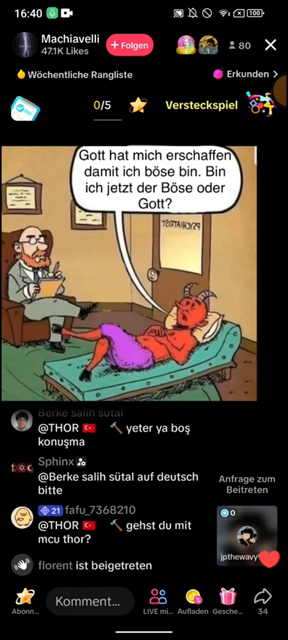 16:40
100
Machiavelli
47.1K Likes
+ Folgen
80
Wöchentliche Rangliste
Erkunden >
0/5
Versteckspiel
Gott hat mich erschaffen
damit ich böse bin. Bin
ich jetzt der Böse oder
Gott?
PSYCHIATRIST
Berke salih sütal
@THOR 🇹🇷 🔨 yeter ya boş
konuşma
Sphinx
@Berke salih sütal auf deutsch
bitte
Anfrage zum
Beitreten
21 fafu_7368210
@THOR 🇹🇷 🔨 gehst du mit
mcu thor?
0
jpthewavy
florent ist beigetreten
Komment...
Abonn...
LIVE mi...
Aufladen
Gesche...
34